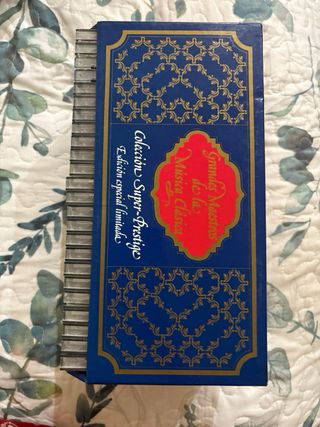 Grandes Maestros
de la
Música Clásica
Colección Super-Prestige
Edición especial limitada